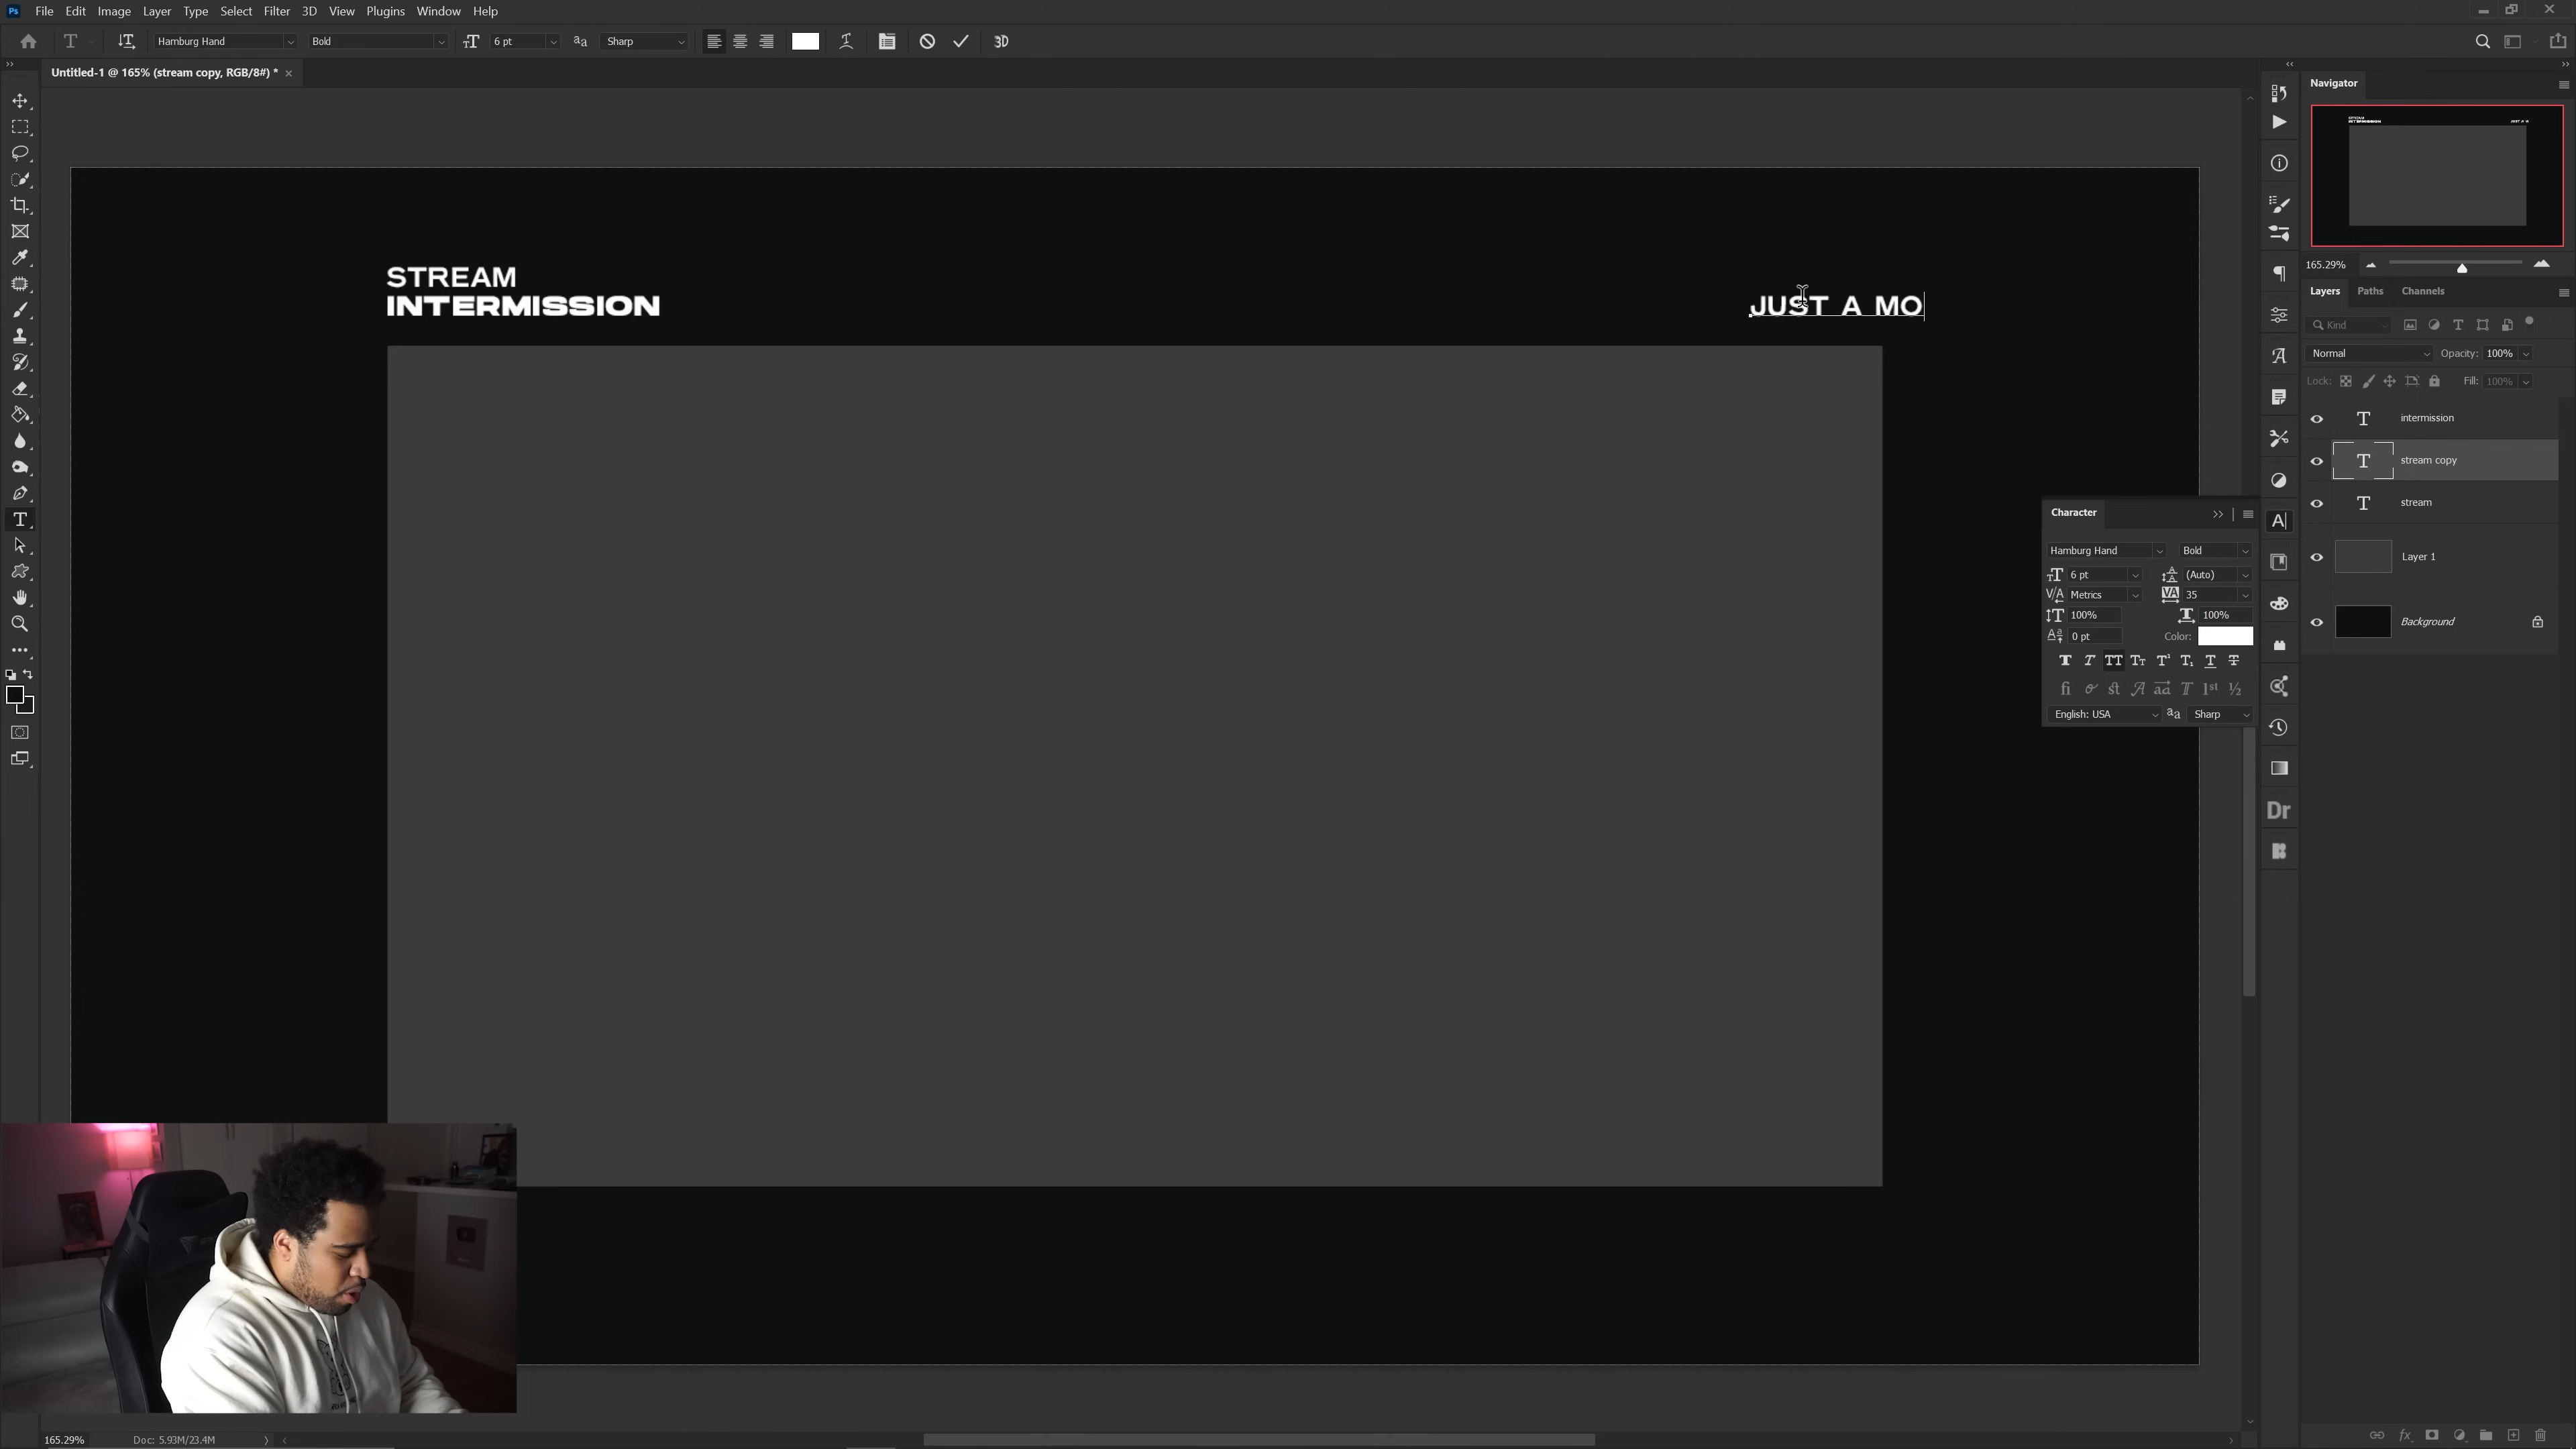 Ps File Edit Image Layer Type Select Filter 3D View Plugins Window Help
Hamburg Hand Bold 6 pt Sharp 3D
Untitled-1 @ 165% (stream copy, RGB/8#) *
Navigator
STREAM
INTERMISSION
JUST A MO
165.29%
Layers Paths Channels
Kind
Normal Opacity: 100%
Lock: Fill: 100%
intermission
stream copy
stream
Layer 1
Background
Character
Hamburg Hand Bold
6 pt (Auto)
Metrics 35
100% 100%
0 pt Color:
English: USA Sharp
Dr
165.29% Doc: 5.93M/23.4M